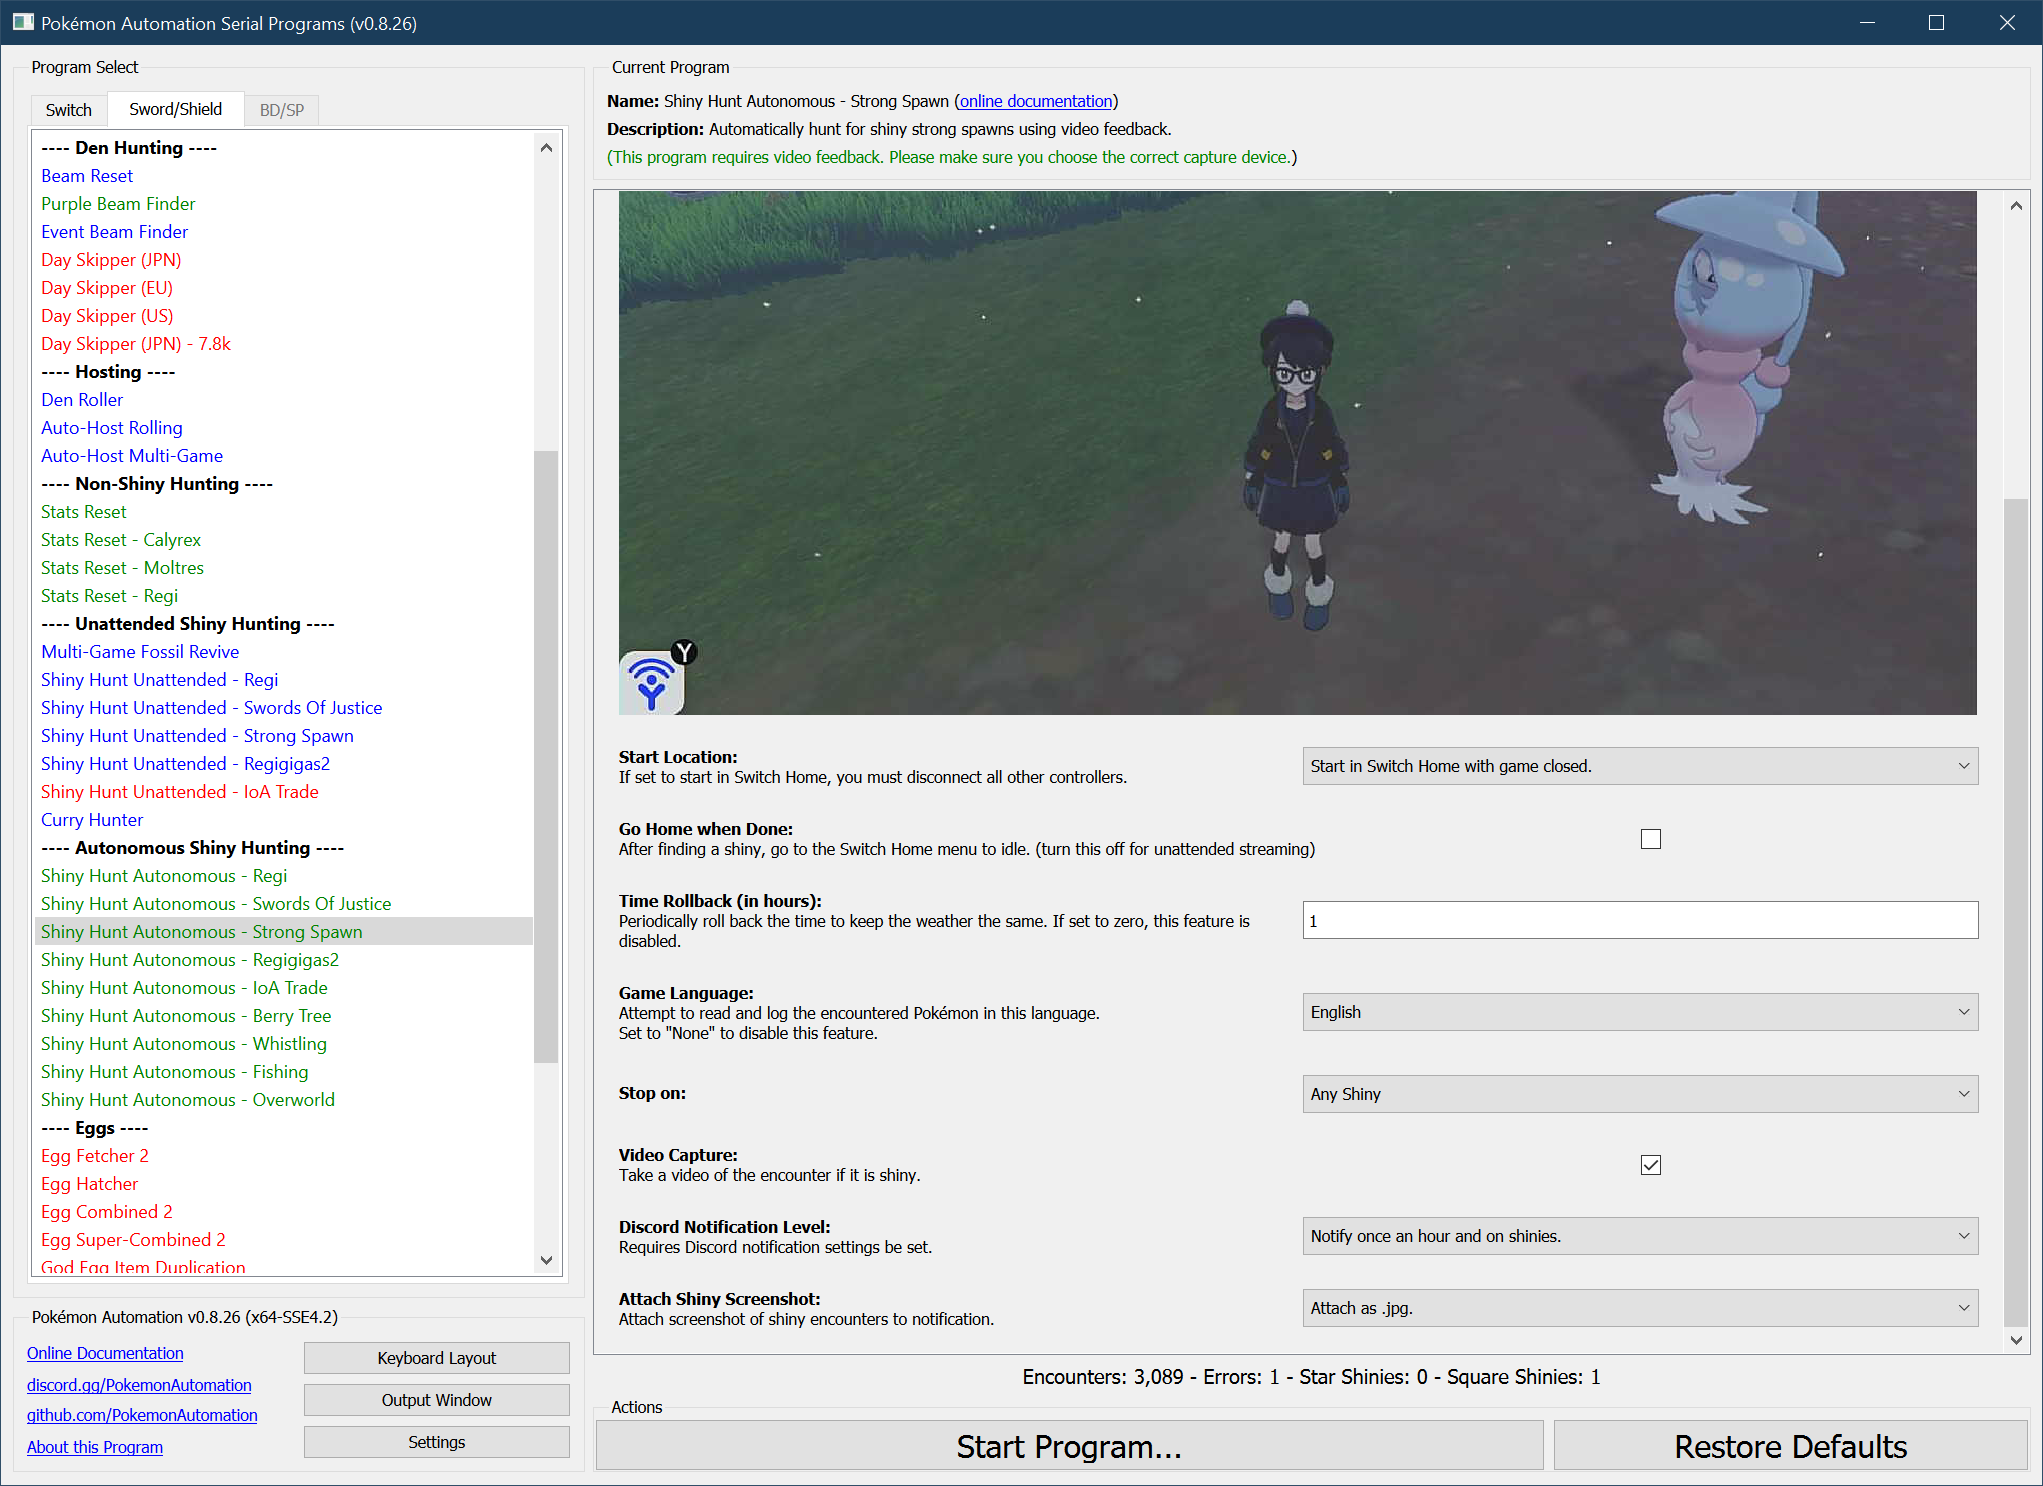 Pokémon Automation Serial Programs (v0.8.26)
Program Select
Switch
Sword/Shield
BD/SP
---- Den Hunting ----
Beam Reset
Purple Beam Finder
Event Beam Finder
Day Skipper (JPN)
Day Skipper (EU)
Day Skipper (US)
Day Skipper (JPN) - 7.8k
---- Hosting ----
Den Roller
Auto-Host Rolling
Auto-Host Multi-Game
---- Non-Shiny Hunting ----
Stats Reset
Stats Reset - Calyrex
Stats Reset - Moltres
Stats Reset - Regi
---- Unattended Shiny Hunting ----
Multi-Game Fossil Revive
Shiny Hunt Unattended - Regi
Shiny Hunt Unattended - Swords Of Justice
Shiny Hunt Unattended - Strong Spawn
Shiny Hunt Unattended - Regigigas2
Shiny Hunt Unattended - IoA Trade
Curry Hunter
---- Autonomous Shiny Hunting ----
Shiny Hunt Autonomous - Regi
Shiny Hunt Autonomous - Swords Of Justice
Shiny Hunt Autonomous - Strong Spawn
Shiny Hunt Autonomous - Regigigas2
Shiny Hunt Autonomous - IoA Trade
Shiny Hunt Autonomous - Berry Tree
Shiny Hunt Autonomous - Whistling
Shiny Hunt Autonomous - Fishing
Shiny Hunt Autonomous - Overworld
---- Eggs ----
Egg Fetcher 2
Egg Hatcher
Egg Combined 2
Egg Super-Combined 2
God Egg Item Duplication
Pokémon Automation v0.8.26 (x64-SSE4.2)
Online Documentation
discord.gg/PokemonAutomation
github.com/PokemonAutomation
About this Program
Keyboard Layout
Output Window
Settings
Current Program
Name: Shiny Hunt Autonomous - Strong Spawn (online documentation)
Description: Automatically hunt for shiny strong spawns using video feedback.
(This program requires video feedback. Please make sure you choose the correct capture device.)
Y
Start Location:
If set to start in Switch Home, you must disconnect all other controllers.
Start in Switch Home with game closed.
Go Home when Done:
After finding a shiny, go to the Switch Home menu to idle. (turn this off for unattended streaming)
Time Rollback (in hours):
Periodically roll back the time to keep the weather the same. If set to zero, this feature is
disabled.
1
Game Language:
Attempt to read and log the encountered Pokémon in this language.
Set to "None" to disable this feature.
English
Stop on:
Any Shiny
Video Capture:
Take a video of the encounter if it is shiny.
Discord Notification Level:
Requires Discord notification settings be set.
Notify once an hour and on shinies.
Attach Shiny Screenshot:
Attach screenshot of shiny encounters to notification.
Attach as .jpg.
Encounters: 3,089 - Errors: 1 - Star Shinies: 0 - Square Shinies: 1
Actions
Start Program...
Restore Defaults